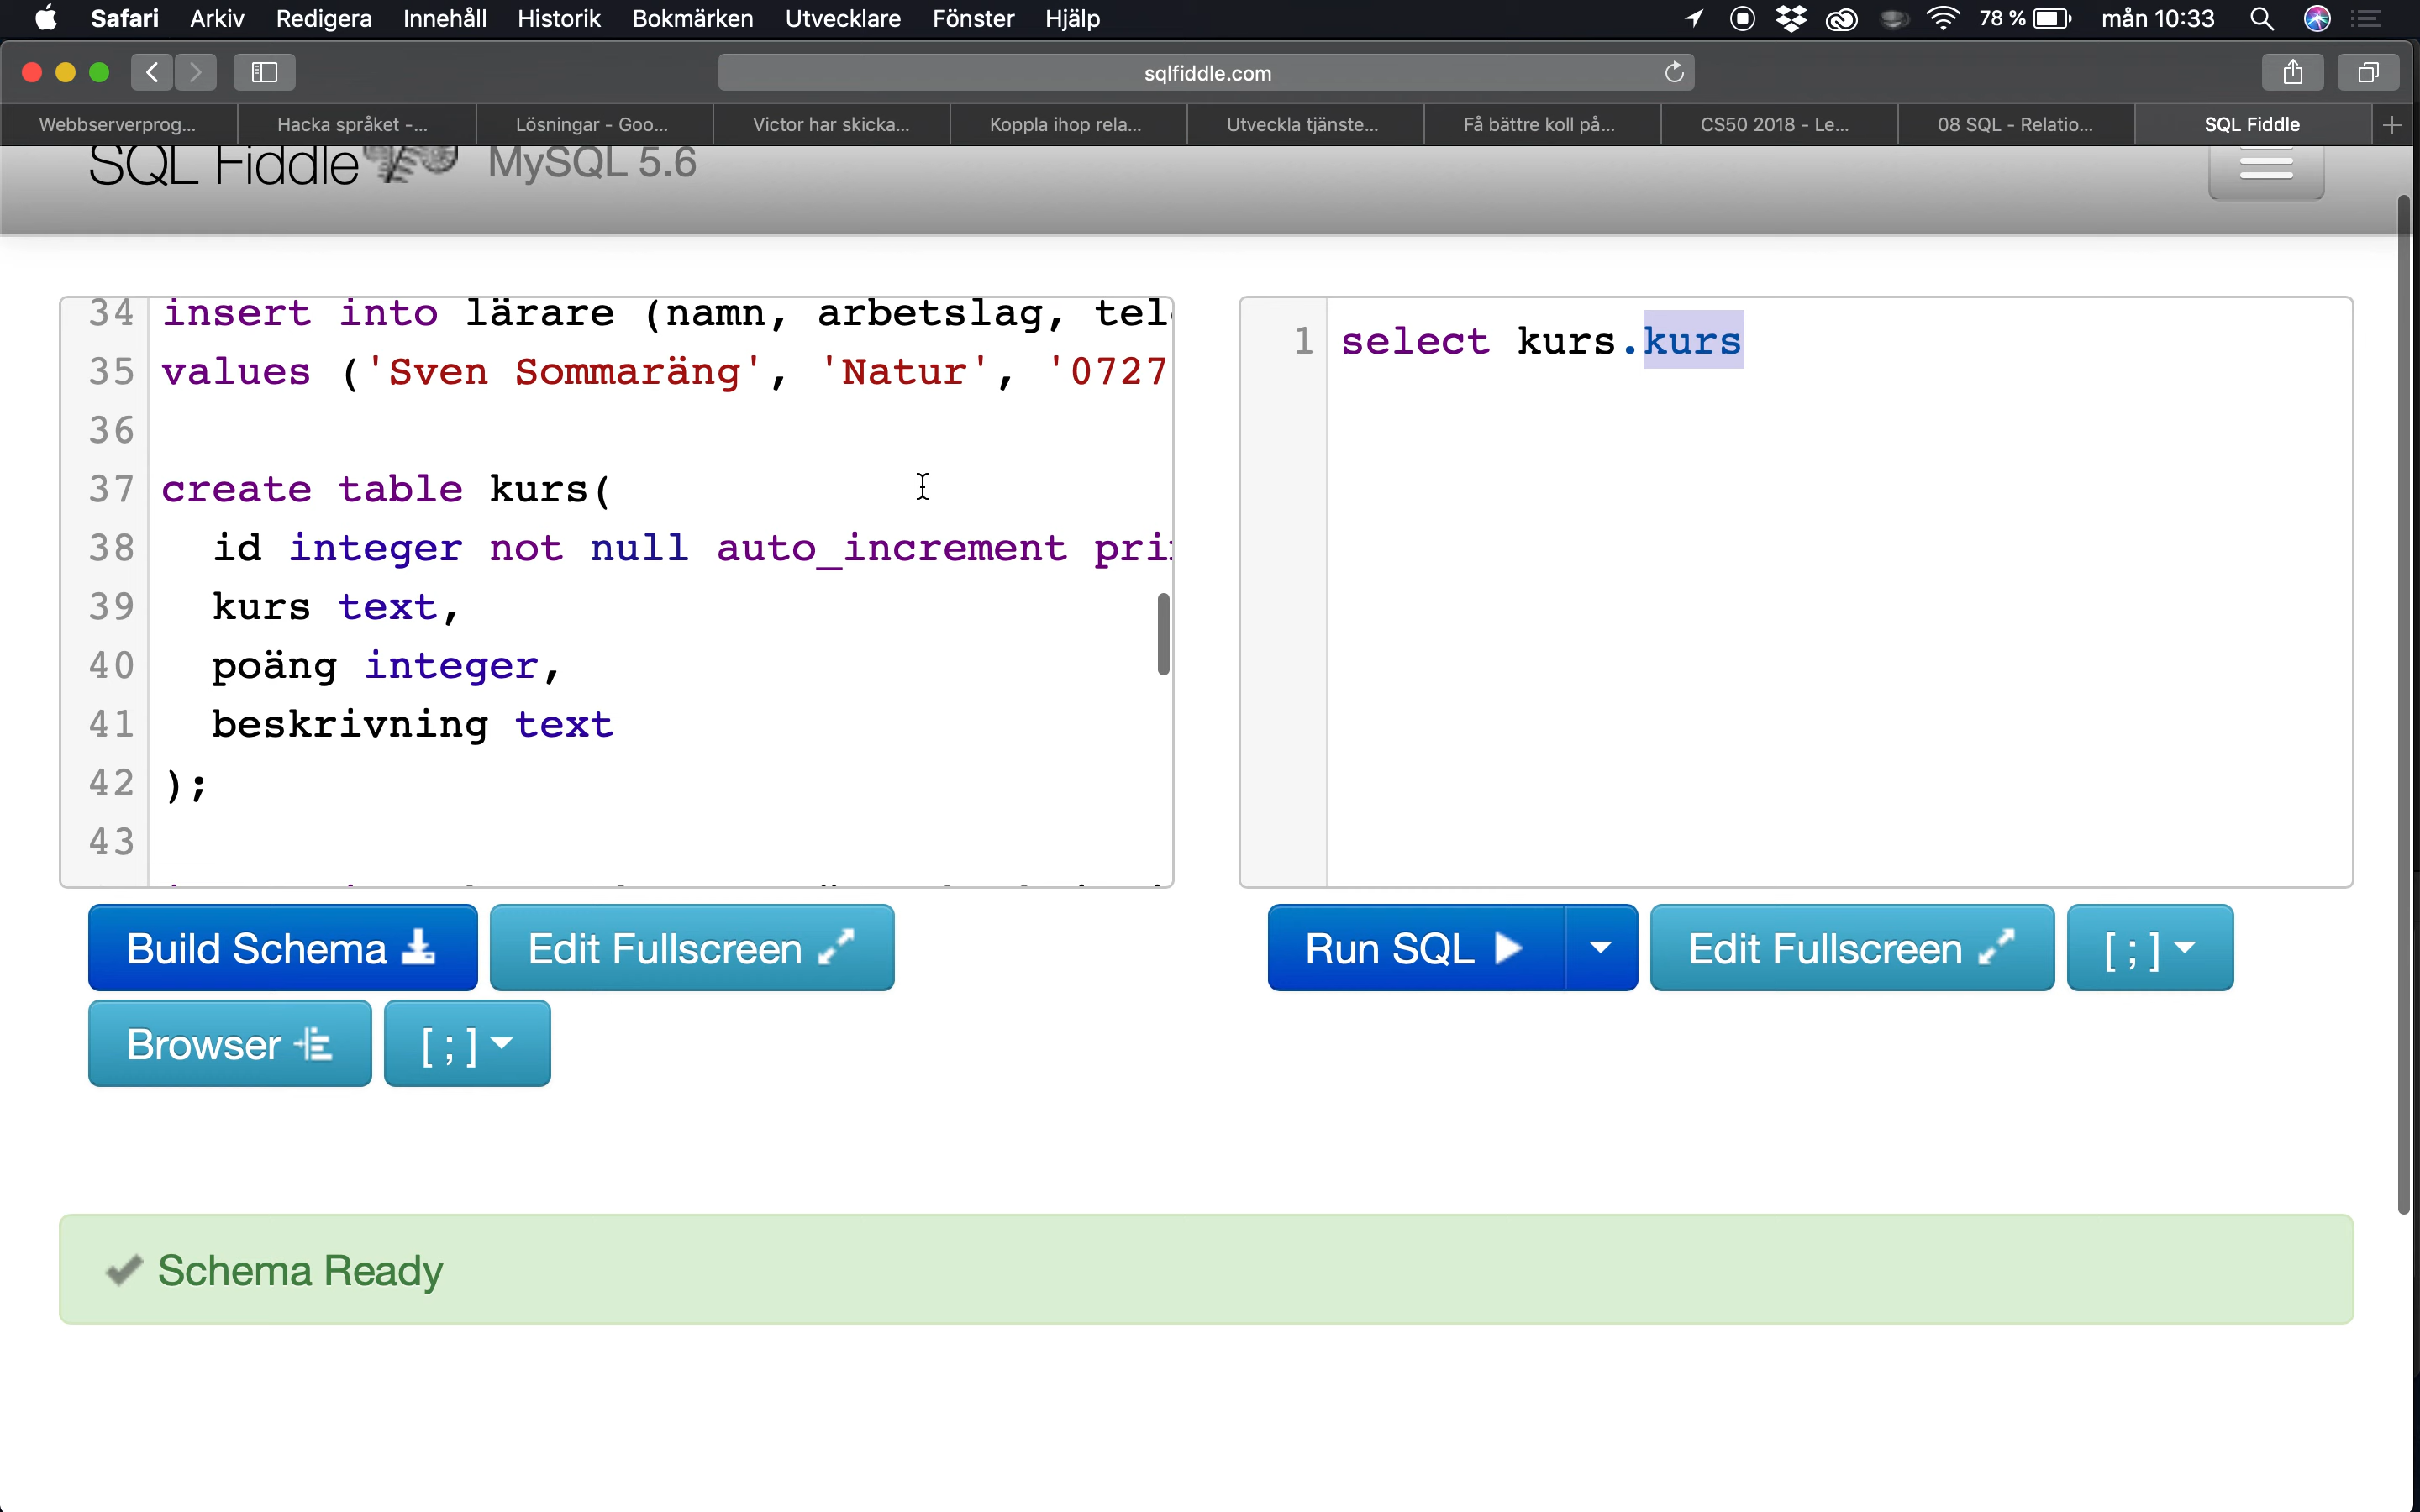 Safari Arkiv Redigera Innehåll Historik Bokmärken Utvecklare Fönster Hjälp 78 % mån 10:33
sqlfiddle.com
Webbserverprog... Hacka språket -... Lösningar - Goo... Victor har skicka... Koppla ihop rela... Utveckla tjänste... Få bättre koll på... CS50 2018 - Le... 08 SQL - Relatio... SQL Fiddle
SQL Fiddle MySQL 5.6
34 insert into lärare (namn, arbetslag, tel
35 values ('Sven Sommaräng', 'Natur', '0727
36
37 create table kurs(
38 id integer not null auto_increment pri
39 kurs text,
40 poäng integer,
41 beskrivning text
42 );
43
1 select kurs.kurs
Build Schema Edit Fullscreen
Browser [ ; ]
Run SQL Edit Fullscreen [ ; ]
Schema Ready